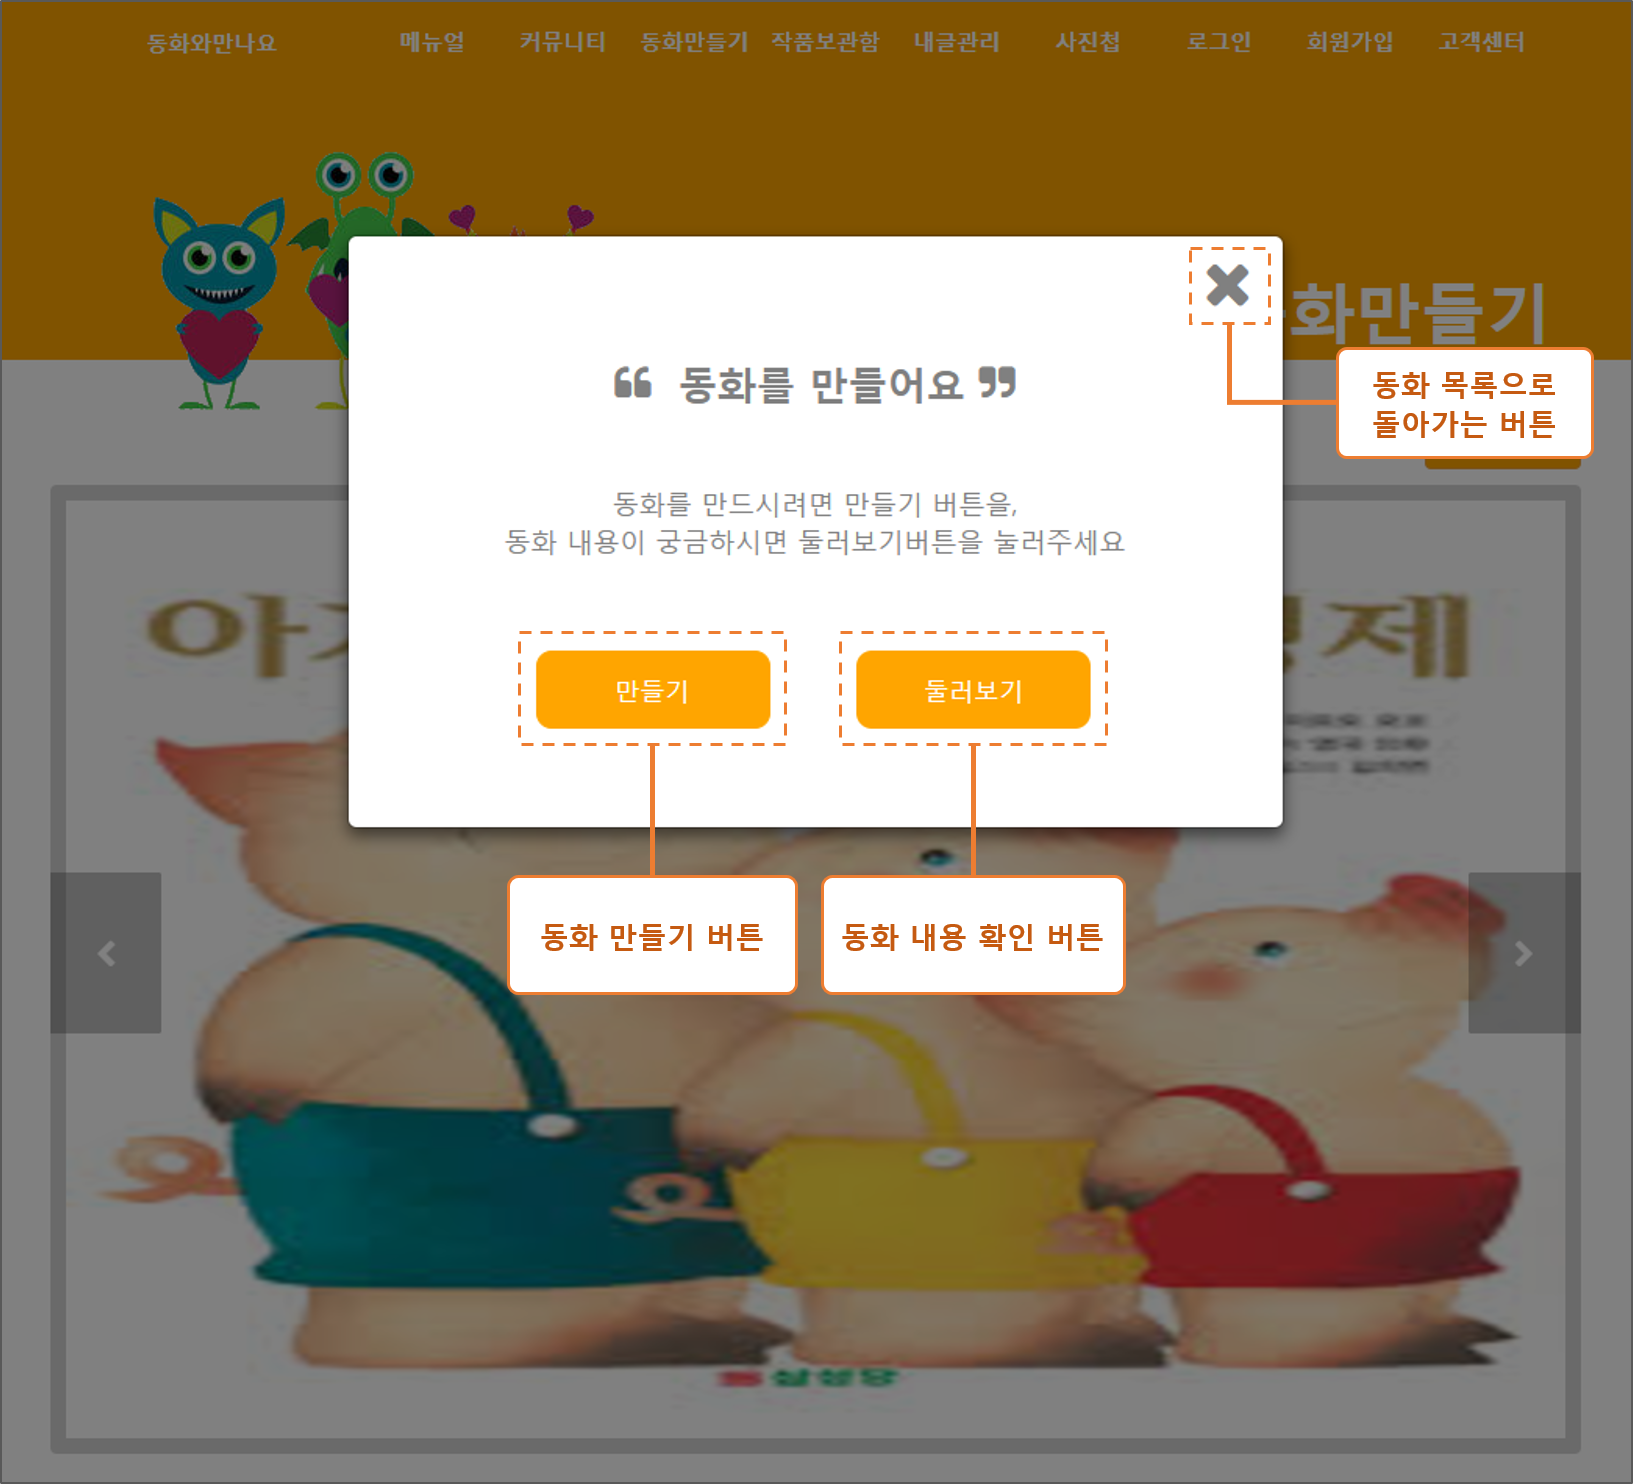 동화와만나요 메뉴얼 커뮤니티 동화만들기 작품보관함 내글관리 사진첩 로그인 회원가입 고객센터
화만들기
❝ 동화를 만들어요 ❞
동화 목록으로
돌아가는 버튼
동화를 만드시려면 만들기 버튼을,
동화 내용이 궁금하시면 둘러보기버튼을 눌러주세요
만들기 둘러보기
동화 만들기 버튼 동화 내용 확인 버튼
아 제
삼성당